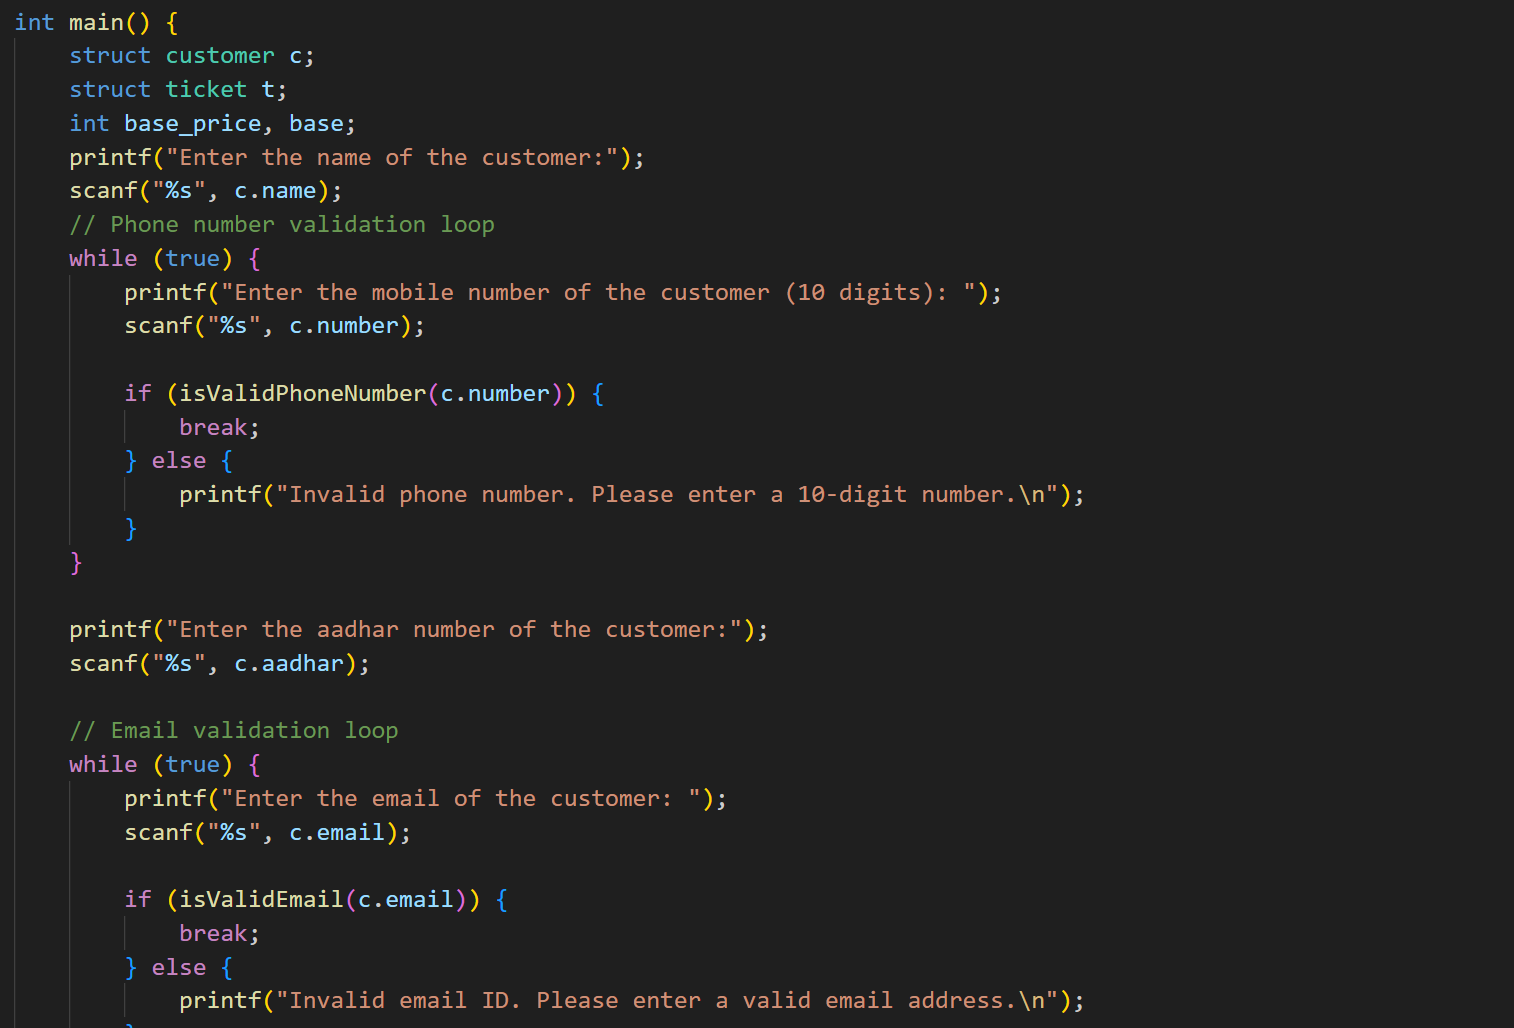 int main() {
    struct customer c;
    struct ticket t;
    int base_price, base;
    printf("Enter the name of the customer:");
    scanf("%s", c.name);
    // Phone number validation loop
    while (true) {
        printf("Enter the mobile number of the customer (10 digits): ");
        scanf("%s", c.number);

        if (isValidPhoneNumber(c.number)) {
            break;
        } else {
            printf("Invalid phone number. Please enter a 10-digit number.\n");
        }
    }

    printf("Enter the aadhar number of the customer:");
    scanf("%s", c.aadhar);

    // Email validation loop
    while (true) {
        printf("Enter the email of the customer: ");
        scanf("%s", c.email);

        if (isValidEmail(c.email)) {
            break;
        } else {
            printf("Invalid email ID. Please enter a valid email address.\n");
        }